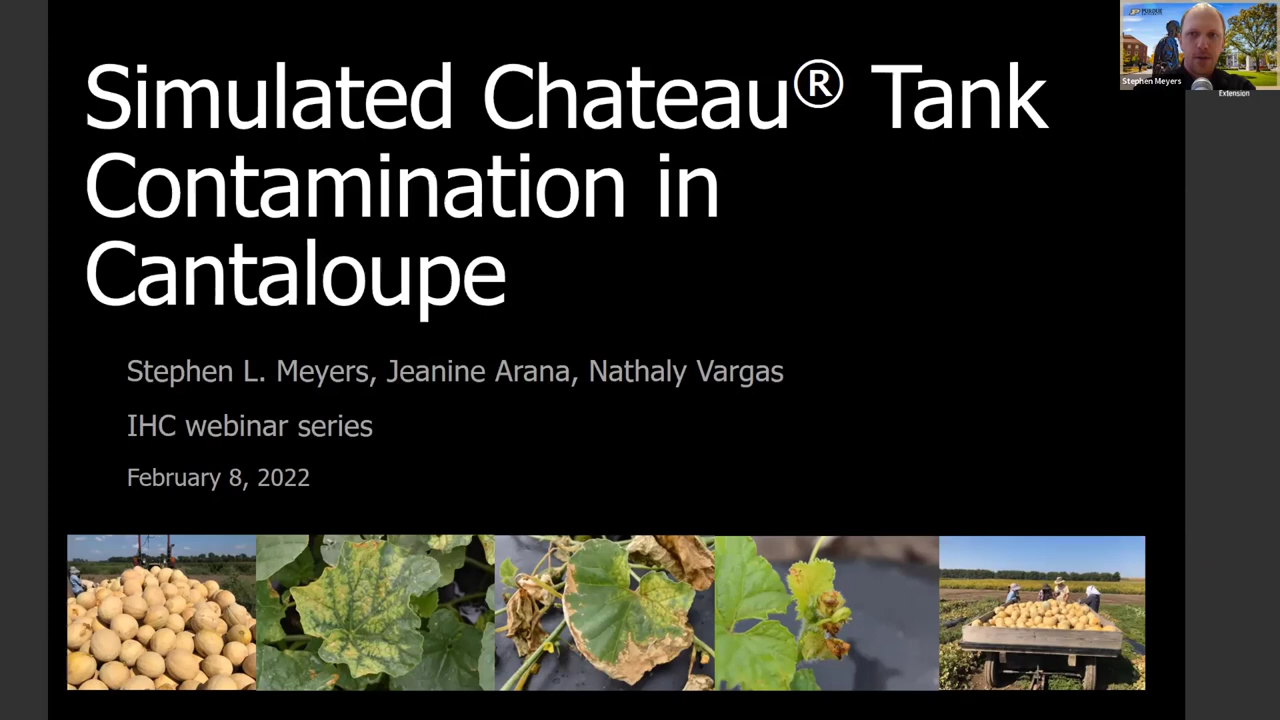 Simulated Chateau® Tank
Contamination in
Cantaloupe
Stephen L. Meyers, Jeanine Arana, Nathaly Vargas
IHC webinar series
February 8, 2022
PURDUE
Stephen Meyers
Extension